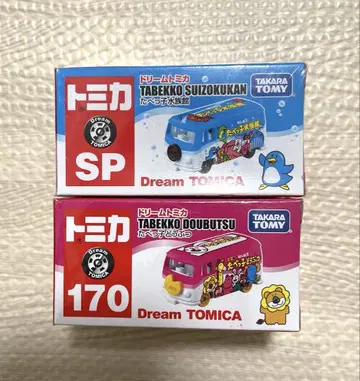 トミカ
Dream
TOMICA
SP
ドリームトミカ
TABEKKO SUIZOKUKAN
たべっ子水族館
TAKARA
TOMY
Dream TOMICA
トミカ
Dream
TOMICA
170
ドリームトミカ
TABEKKO DOUBUTSU
たべっ子どうぶつ
TAKARA
TOMY
Dream TOMICA